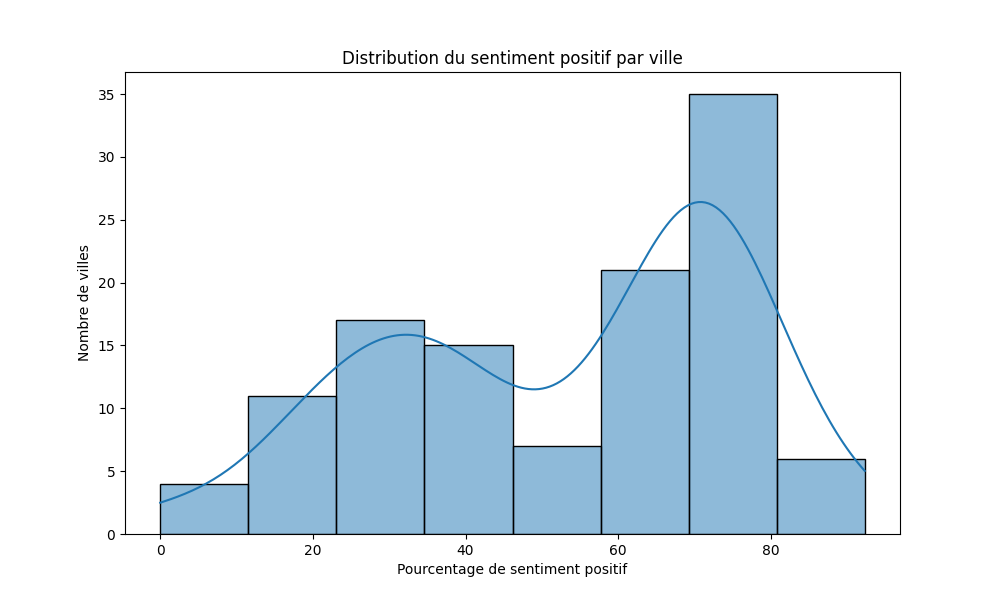 Distribution du sentiment positif par ville
Nombre de villes
35
30
25
20
15
10
5
0
0 20 40 60 80
Pourcentage de sentiment positif